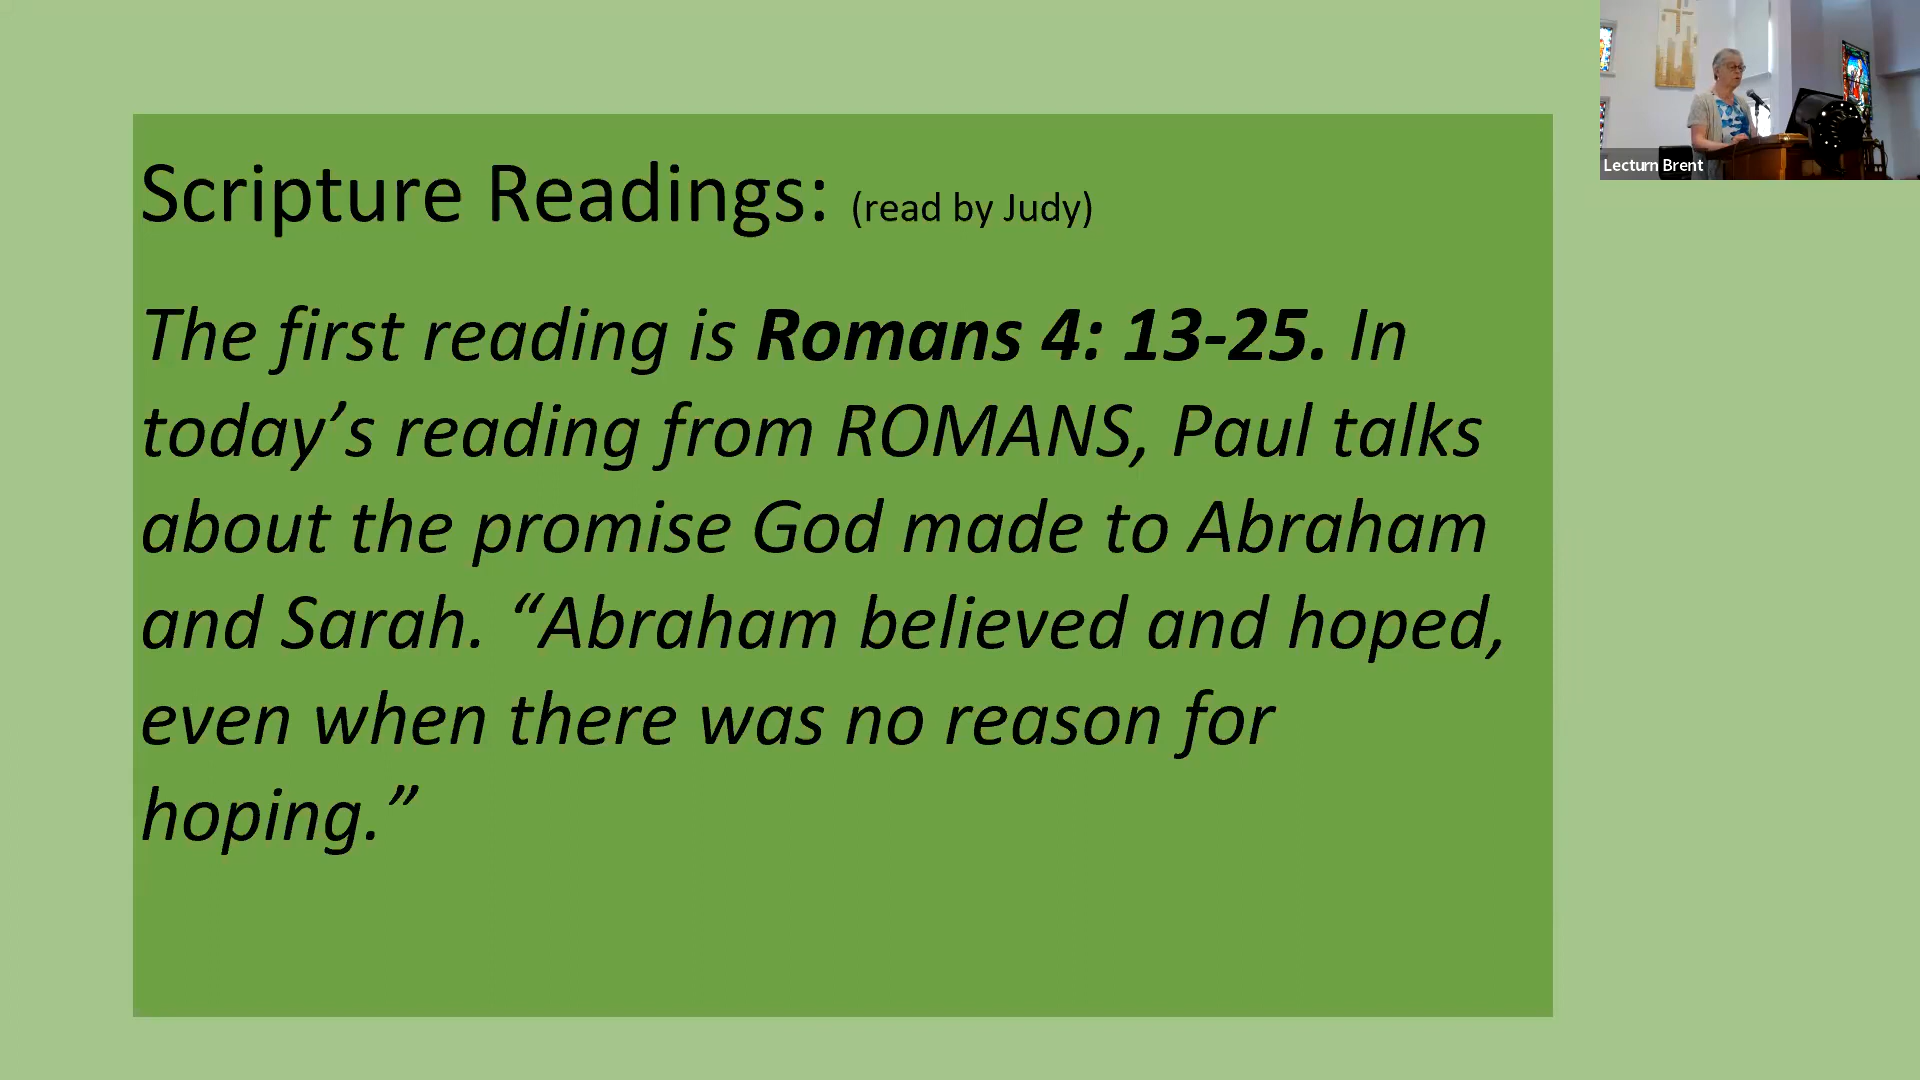 Scripture Readings: (read by Judy)
The first reading is Romans 4: 13-25. In
today’s reading from ROMANS, Paul talks
about the promise God made to Abraham
and Sarah. “Abraham believed and hoped,
even when there was no reason for
hoping.”
Lecturn Brent